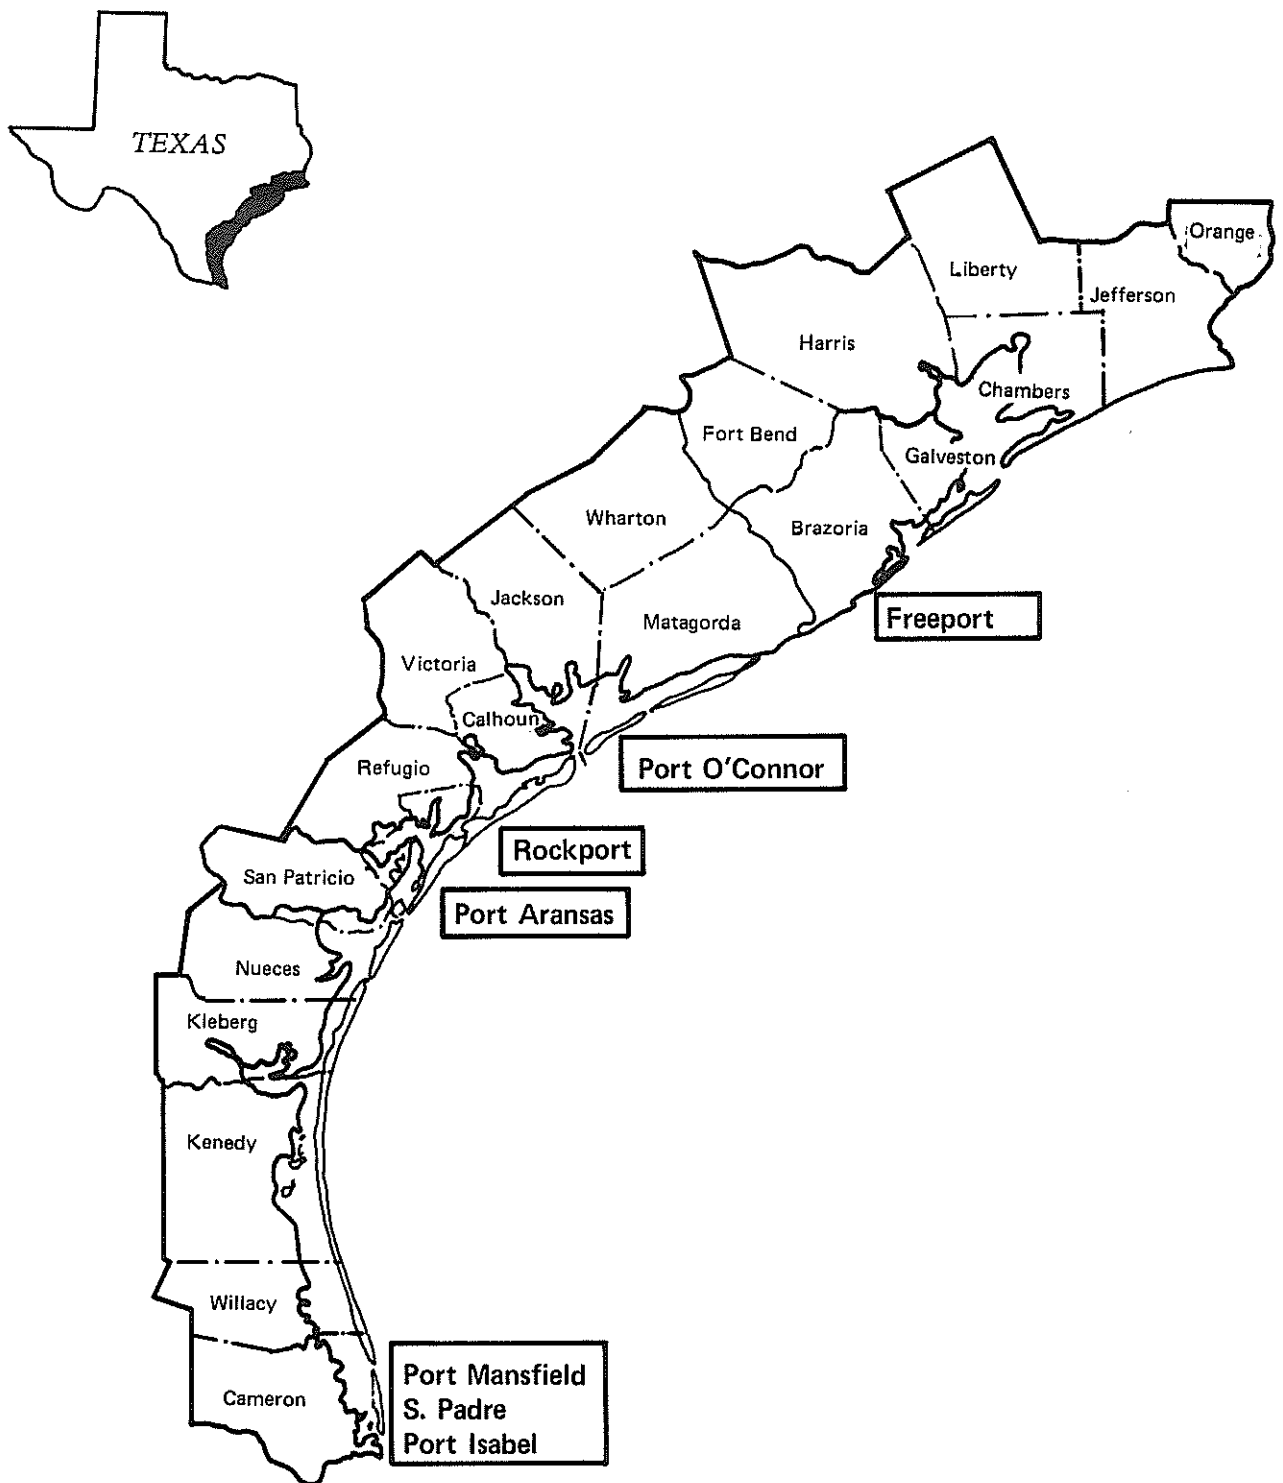 TEXAS
Orange
Liberty
Jefferson
Harris
Chambers
Fort Bend
Galveston
Wharton
Brazoria
Jackson
Matagorda
Freeport
Victoria
Calhoun
Refugio
Port O'Connor
Rockport
San Patricio
Port Aransas
Nueces
Kleberg
Kenedy
Willacy
Cameron
Port Mansfield
S. Padre
Port Isabel